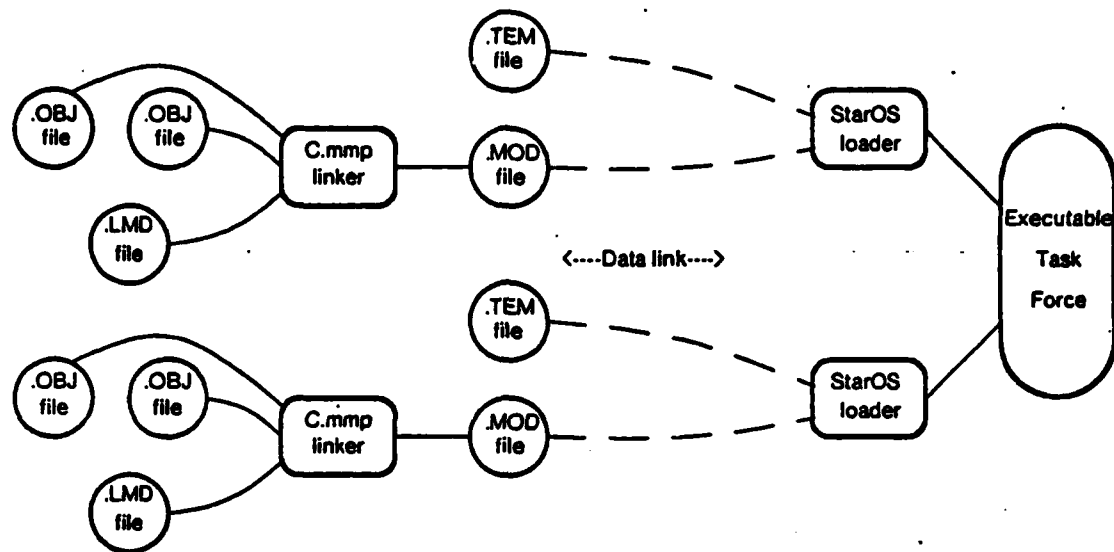 .TEM
file
.OBJ
file
.OBJ
file
C.mmp
linker
.MOD
file
StarOS
loader
.LMD
file
Executable
Task
Force
<----Data link---->
.TEM
file
.OBJ
file
.OBJ
file
C.mmp
linker
.MOD
file
StarOS
loader
.LMD
file